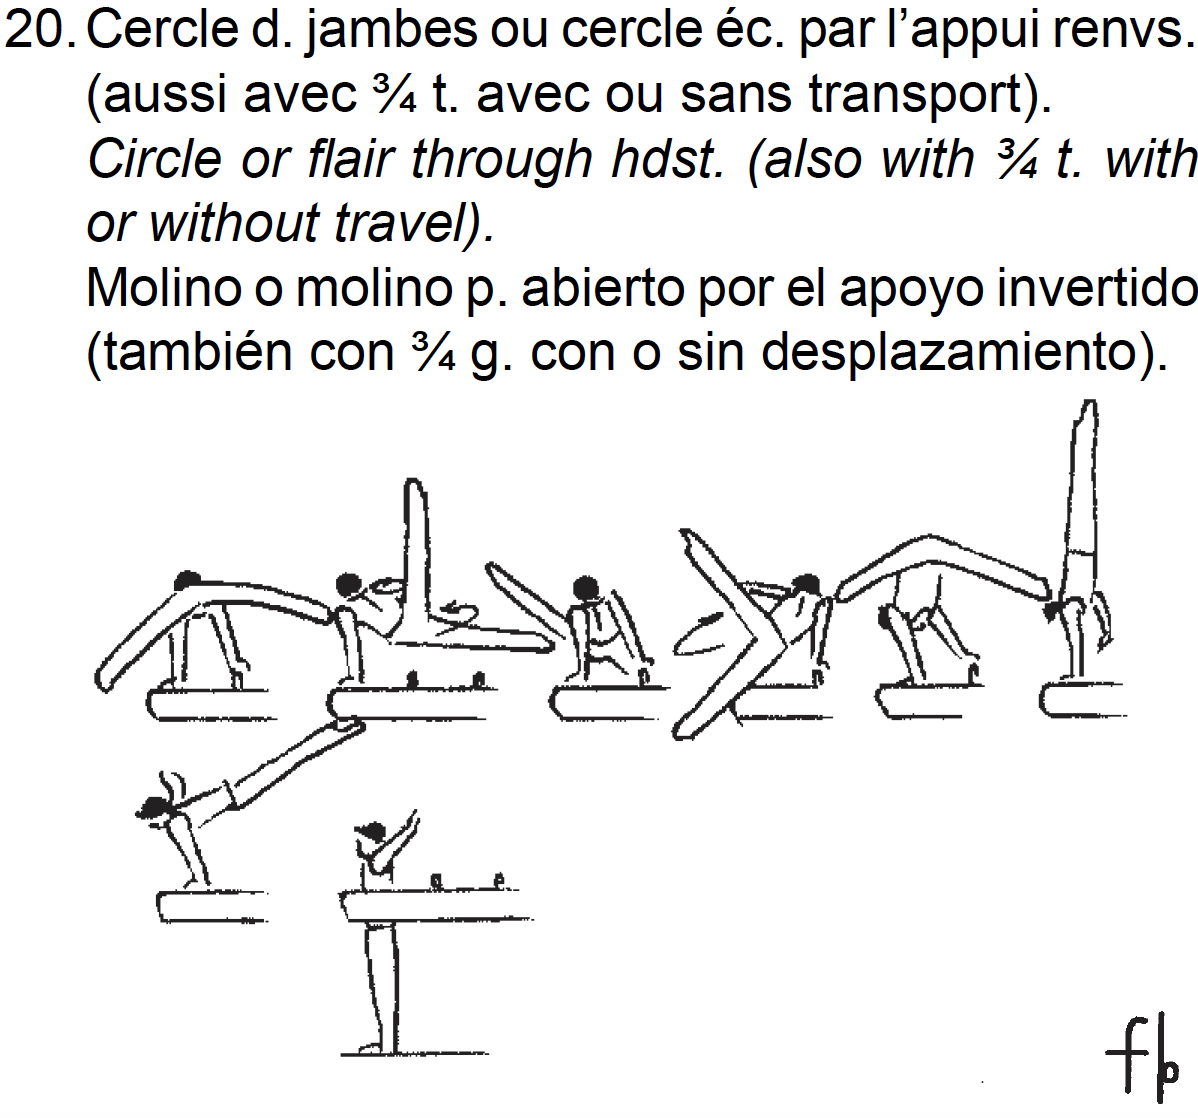 20. Cercle d. jambes ou cercle éc. par l’appui renvs.
(aussi avec ¾ t. avec ou sans transport).
Circle or flair through hdst. (also with ¾ t. with
or without travel).
Molino o molino p. abierto por el apoyo invertido
(también con ¾ g. con o sin desplazamiento).